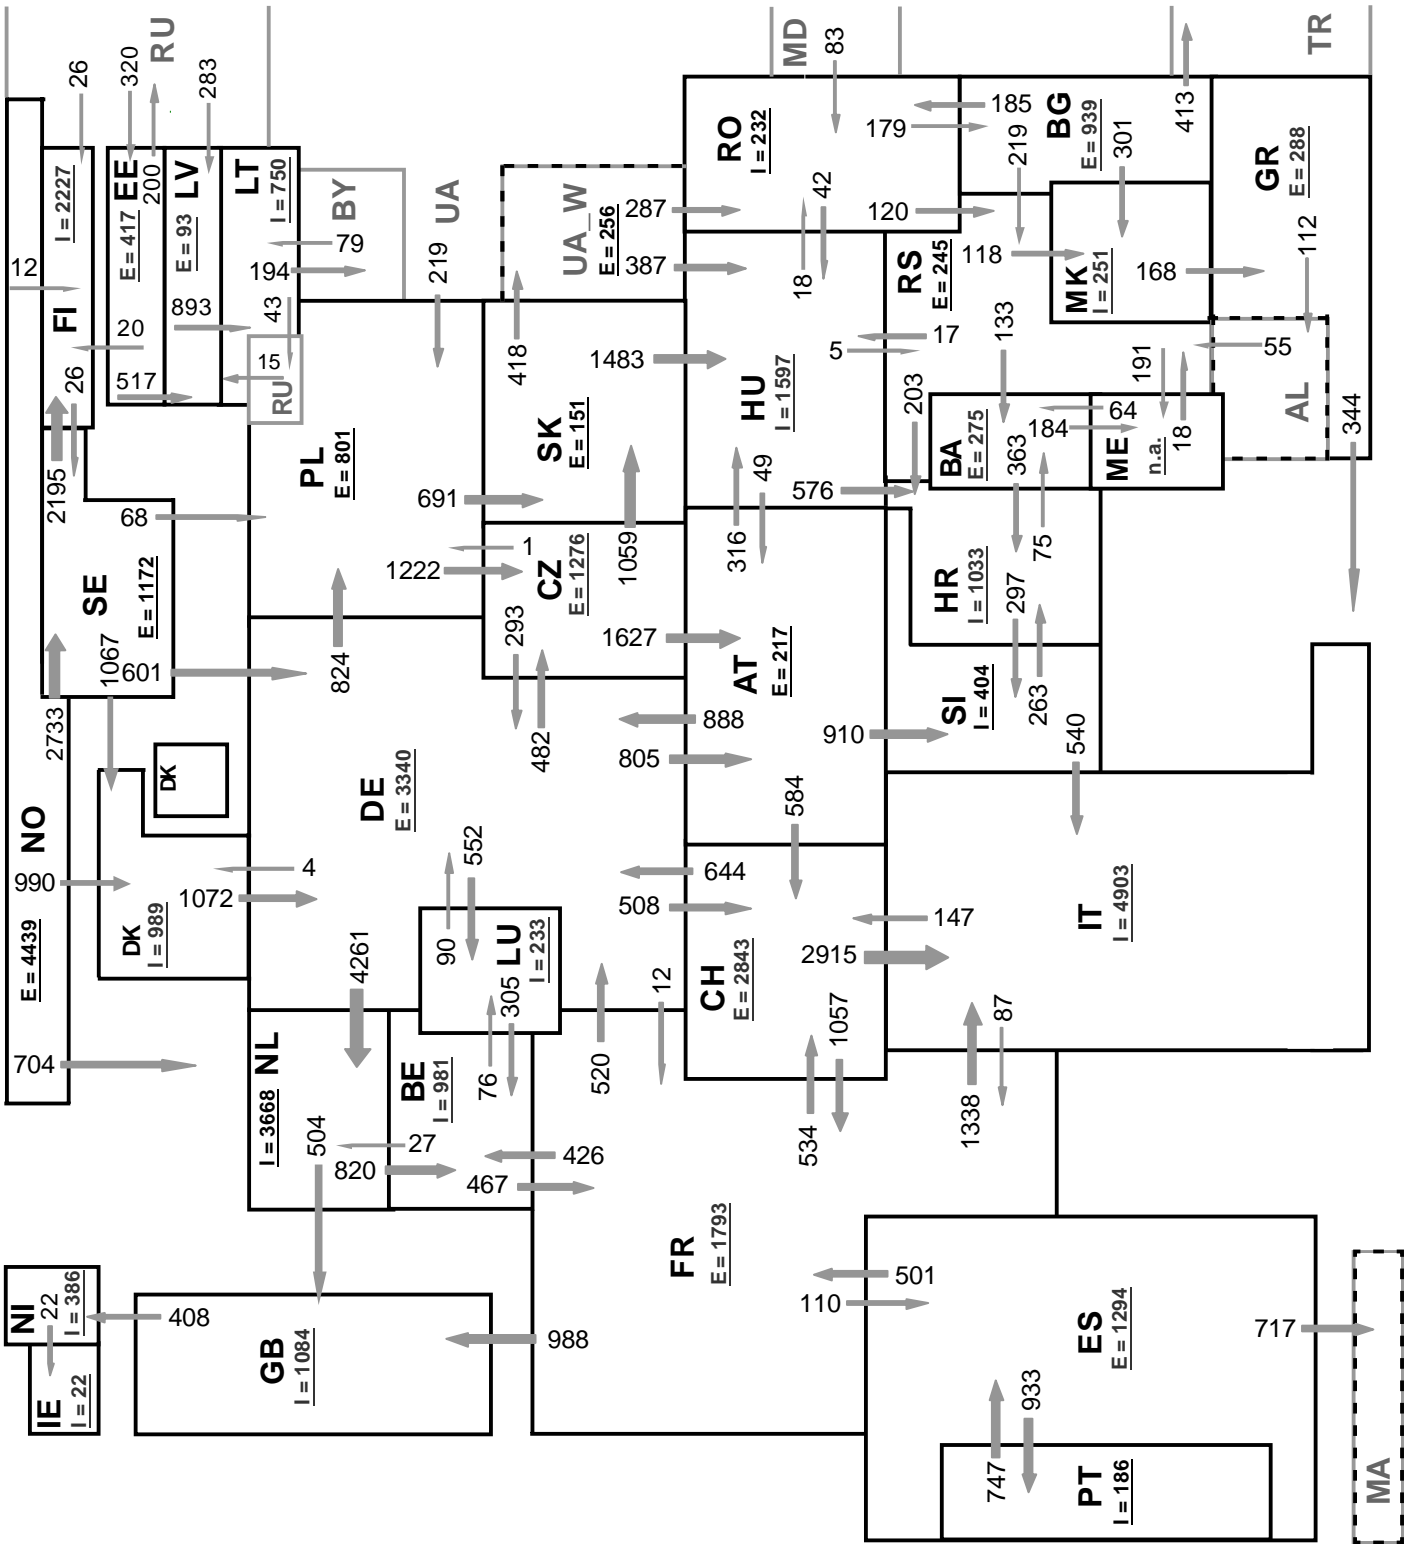 RU
MD
TR
26
320
283
83
413
200
12
FI
I = 2227
EE
E = 417
LV
E = 93
LT
I = 750
BY
UA
UA_W
E = 256
RO
I = 232
BG
E = 939
GR
E = 288
185
179
219
301
287
42
120
112
387
18
118
168
79
194
219
43
893
20
26
517
15
RU
418
RS
E = 245
MK
I = 251
1483
17
5
133
191
55
AL
344
PL
E = 801
SK
E = 151
HU
I = 1597
203
BA
E = 275
363
64
184
ME
n.a.
18
2195
68
691
1
1222
CZ
E = 1276
1059
316
49
576
75
SE
E = 1172
1067
601
293
1627
HR
I = 1033
297
824
AT
E = 217
SI
I = 404
263
2733
482
888
805
910
540
DK
NO
E = 4439
DE
E = 3340
584
552
990
4
1072
644
508
DK
I = 989
90
LU
I = 233
305
CH
E = 2843
147
2915
IT
I = 4903
4261
12
1057
87
704
NL
I = 3668
BE
I = 981
76
520
534
1338
504
27
820
426
467
FR
E = 1793
NI
22
I = 386
408
GB
I = 1084
988
501
110
ES
E = 1294
717
IE
I = 22
747
933
PT
I = 186
MA